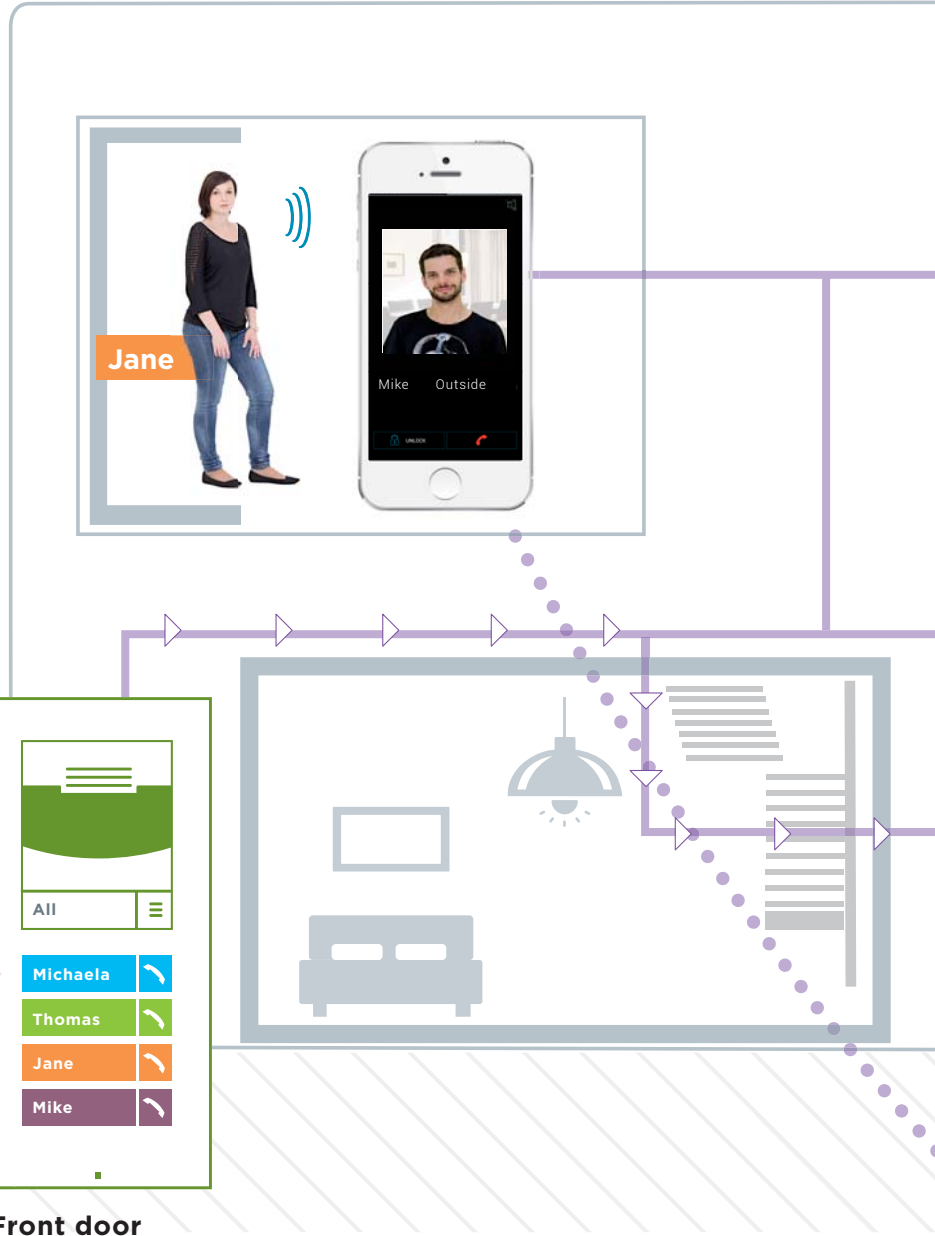 Jane
Mike Outside
UNLOCK
All
Michaela
Thomas
Jane
Mike
Front door